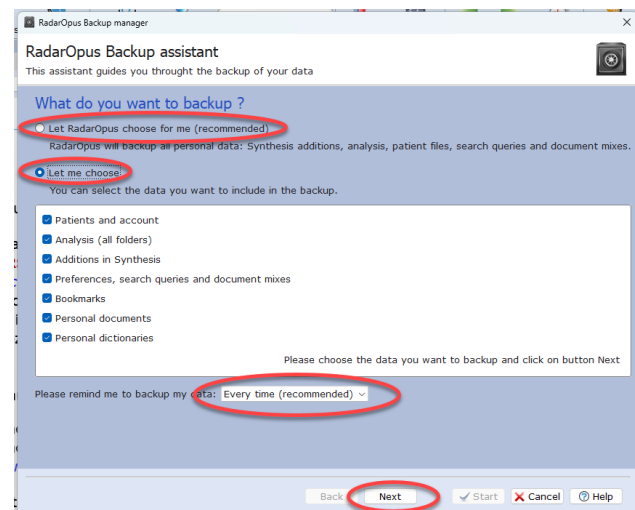 RadarOpus Backup manager
RadarOpus Backup assistant
This assistant guides you throught the backup of your data
What do you want to backup ?
Let RadarOpus choose for me (recommended)
RadarOpus will backup all personal data: Synthesis additions, analysis, patient files, search queries and document mixes.
Let me choose
You can select the data you want to include in the backup.
Patients and account
Analysis (all folders)
Additions in Synthesis
Preferences, search queries and document mixes
Bookmarks
Personal documents
Personal dictionaries
Please choose the data you want to backup and click on button Next
Please remind me to backup my data: Every time (recommended)
Back Next Start Cancel Help